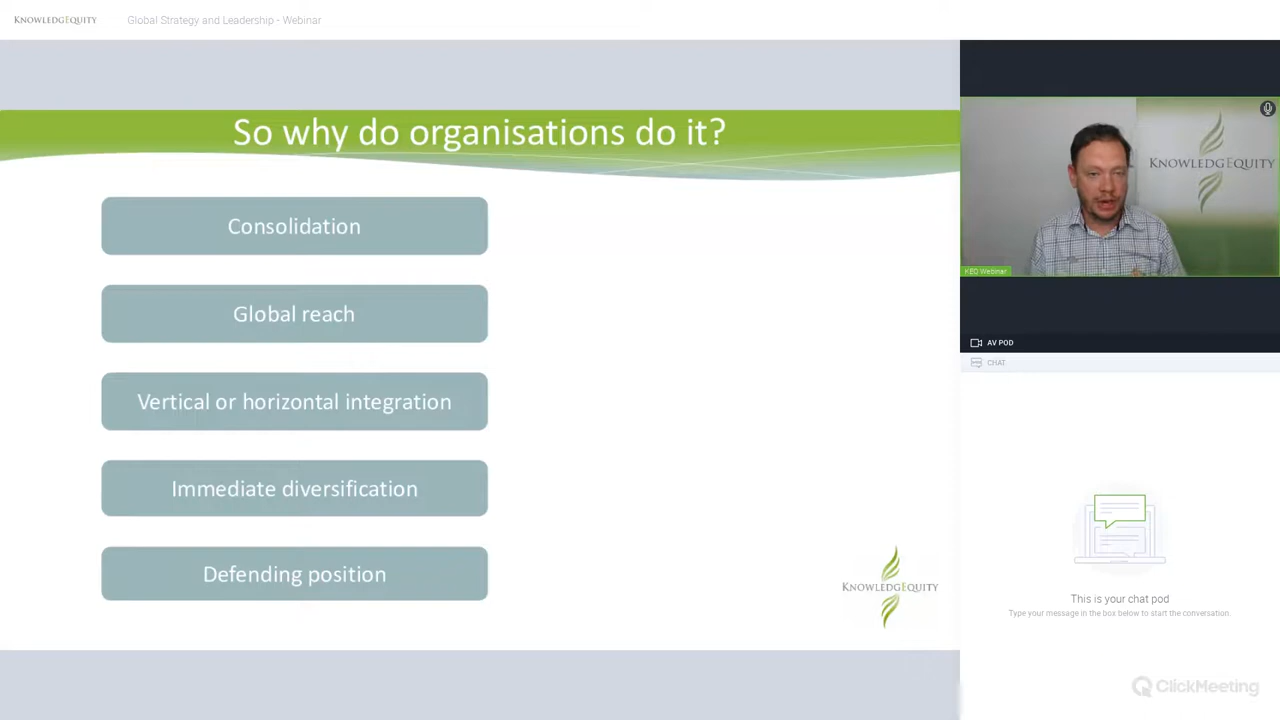 KNOWLEDGEQUITY
Global Strategy and Leadership - Webinar
So why do organisations do it?
Consolidation
Global reach
Vertical or horizontal integration
Immediate diversification
Defending position
KNOWLEDGEQUITY
KNOWLEDGEQUITY
KEQ Webinar
AV POD
CHAT
This is your chat pod
Type your message in the box below to start the conversation.
ClickMeeting